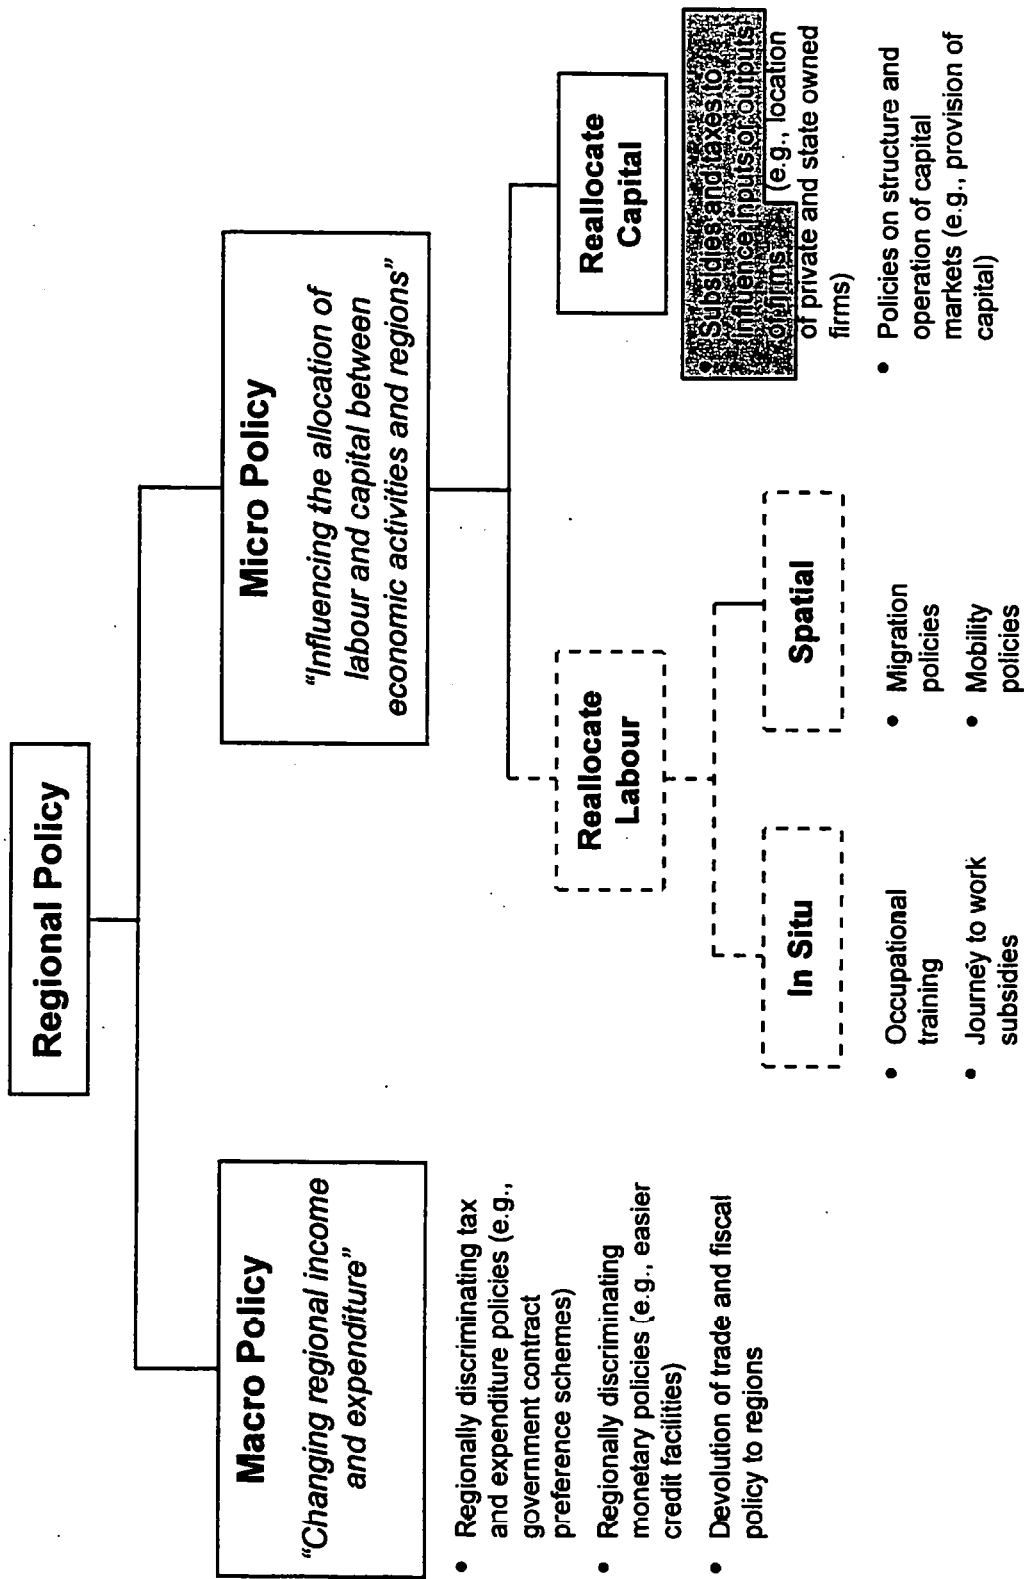 Regional Policy
Macro Policy
“Changing regional income
and expenditure”
• Regionally discriminating tax
and expenditure policies (e.g.,
government contract
preference schemes)
• Regionally discriminating
monetary policies (e.g., easier
credit facilities)
• Devolution of trade and fiscal
policy to regions
Micro Policy
“Influencing the allocation of
labour and capital between
economic activities and regions”
Reallocate
Labour
In Situ
• Occupational
training
• Journey to work
subsidies
Spatial
• Migration
policies
• Mobility
policies
Reallocate
Capital
• Subsidies and taxes to
influence inputs or outputs
of firms (e.g., location
of private and state owned
firms)
• Policies on structure and
operation of capital
markets (e.g., provision of
capital)